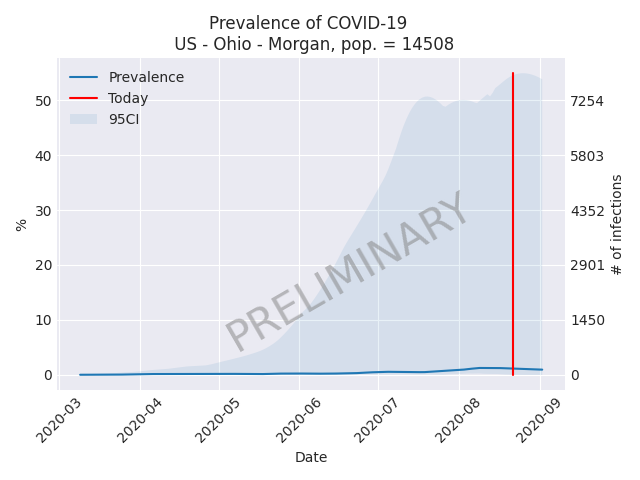 Prevalence of COVID-19
US - Ohio - Morgan, pop. = 14508
Prevalence
Today
95CI
PRELIMINARY
50
40
30
20
10
0
%
7254
5803
4352
2901
1450
0
# of infections
2020-03
2020-04
2020-05
2020-06
2020-07
2020-08
2020-09
Date